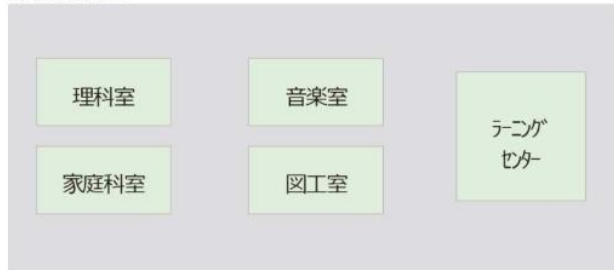 理科室
音楽室
家庭科室
図工室
ラーニング
センター